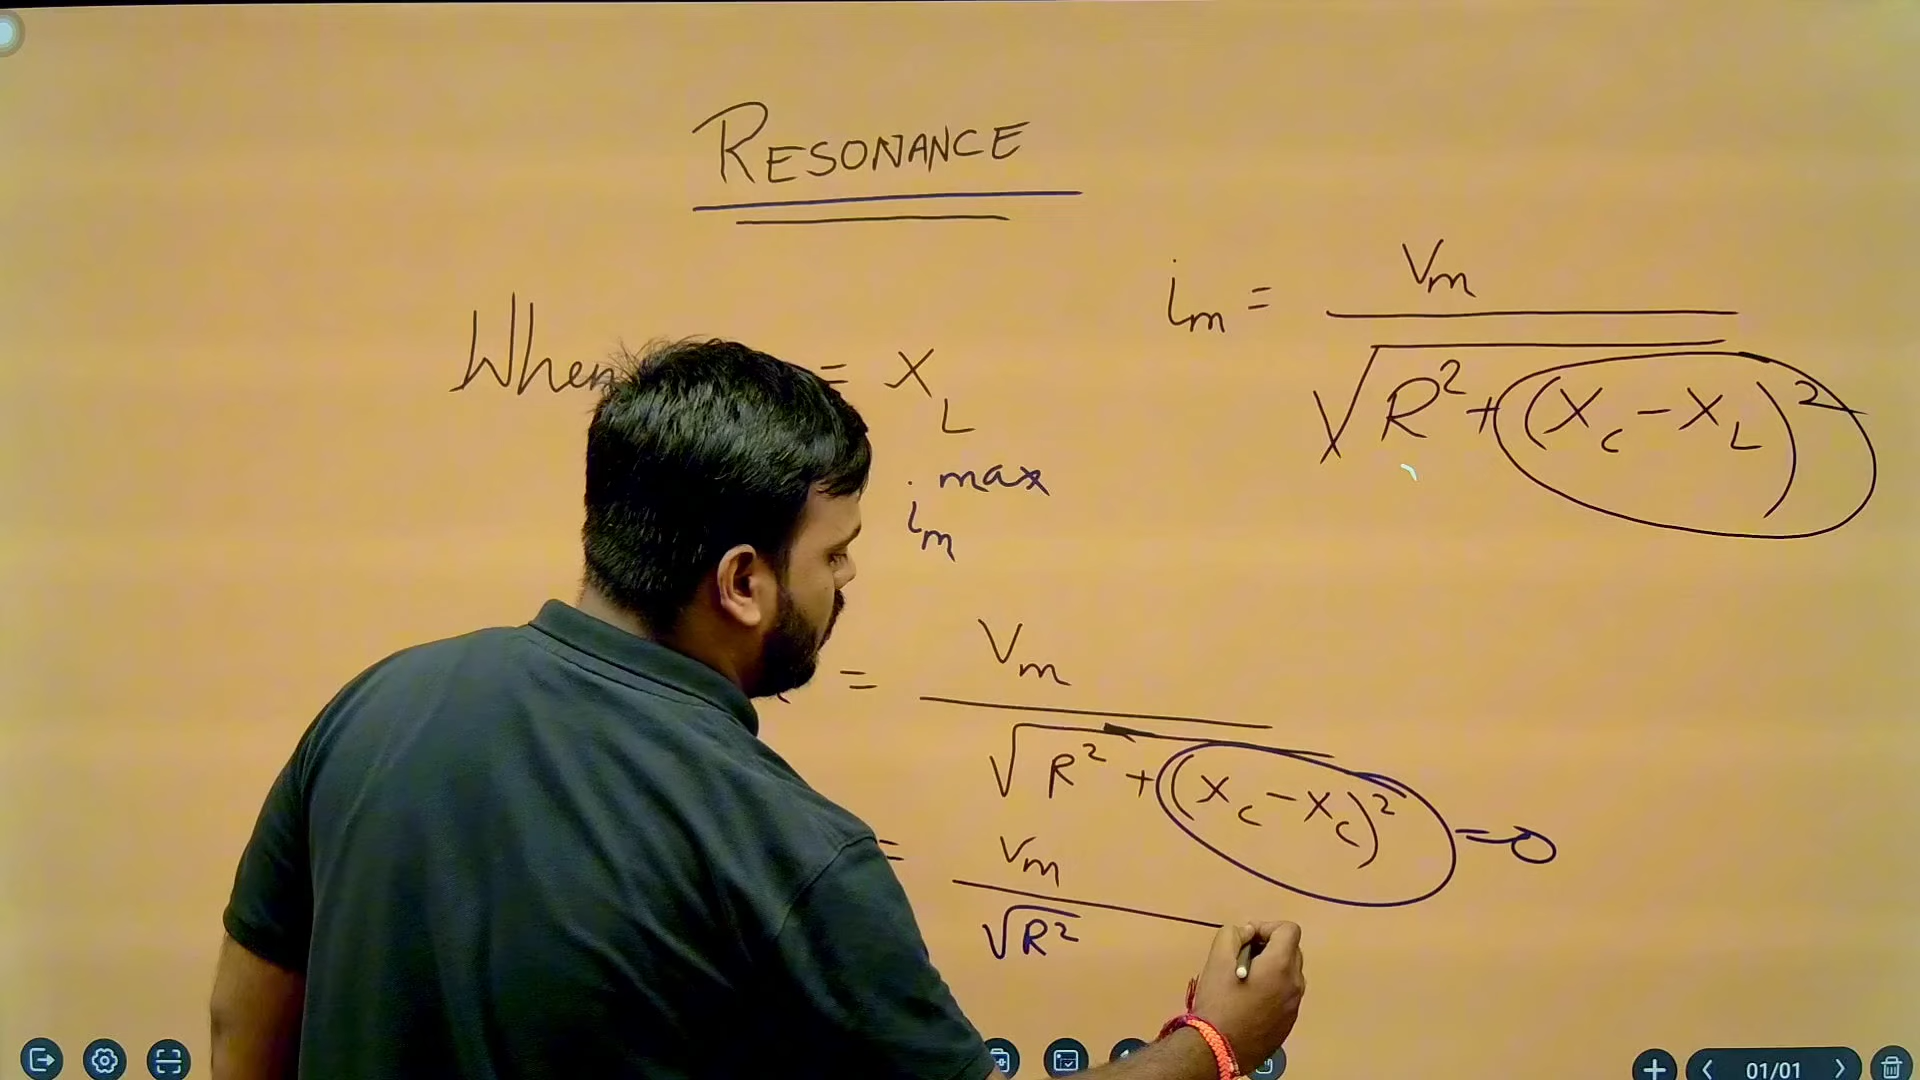 RESONANCE
When = X_L
i_m = V_m / √(R² + (X_C - X_L)²)
i_m max
= V_m / √(R² + (X_C - X_C)²) = 0
= V_m / √R²
01/01